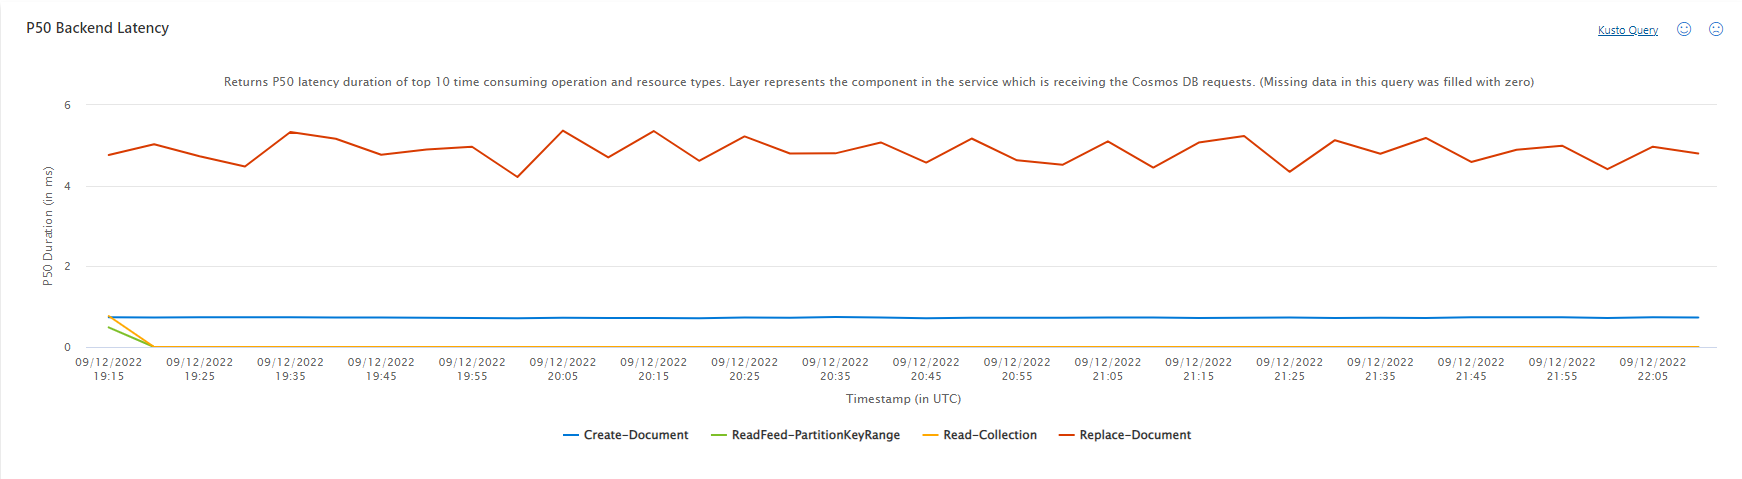 P50 Backend Latency
Kusto Query
Returns P50 latency duration of top 10 time consuming operation and resource types. Layer represents the component in the service which is receiving the Cosmos DB requests. (Missing data in this query was filled with zero)
P50 Duration (in ms)
6
4
2
0
09/12/2022 09/12/2022 09/12/2022 09/12/2022 09/12/2022 09/12/2022 09/12/2022 09/12/2022 09/12/2022 09/12/2022 09/12/2022 09/12/2022 09/12/2022 09/12/2022 09/12/2022 09/12/2022 09/12/2022 09/12/2022
19:15 19:25 19:35 19:45 19:55 20:05 20:15 20:25 20:35 20:45 20:55 21:05 21:15 21:25 21:35 21:45 21:55 22:05
Timestamp (in UTC)
Create-Document ReadFeed-PartitionKeyRange Read-Collection Replace-Document